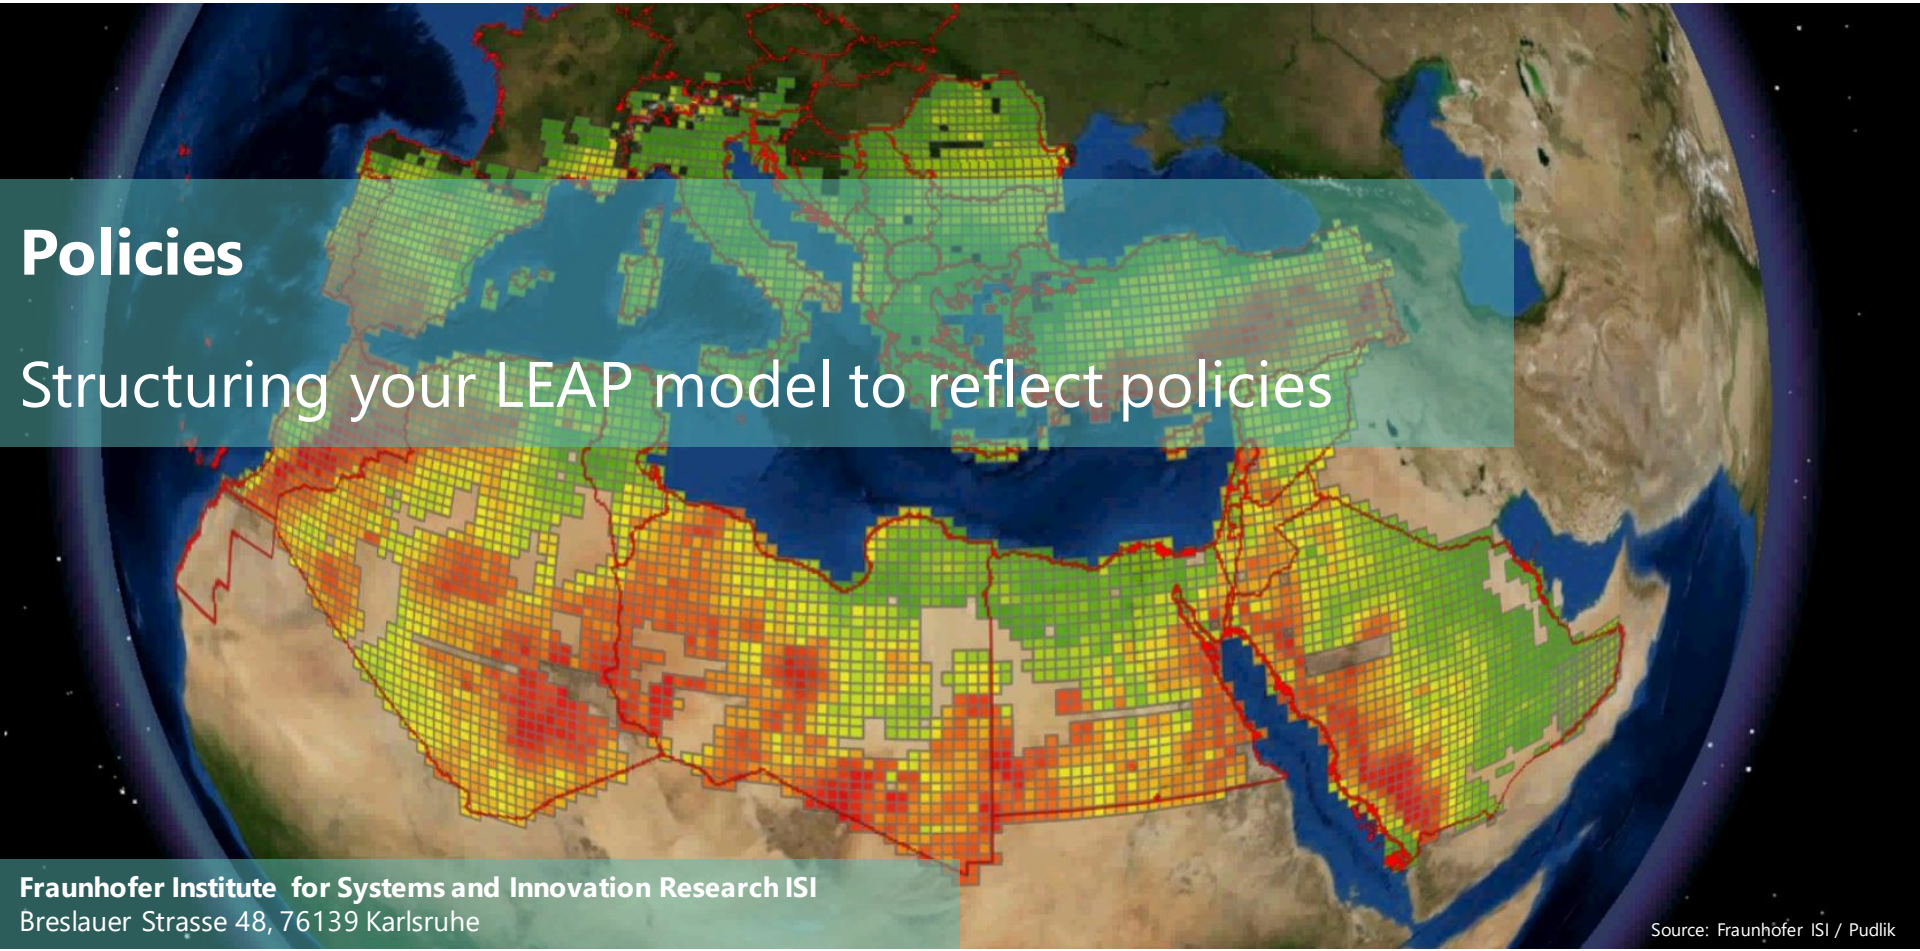 Policies
Structuring your LEAP model to reflect policies
Fraunhofer Institute for Systems and Innovation Research ISI
Breslauer Strasse 48, 76139 Karlsruhe
Source: Fraunhofer ISI / Pudlik